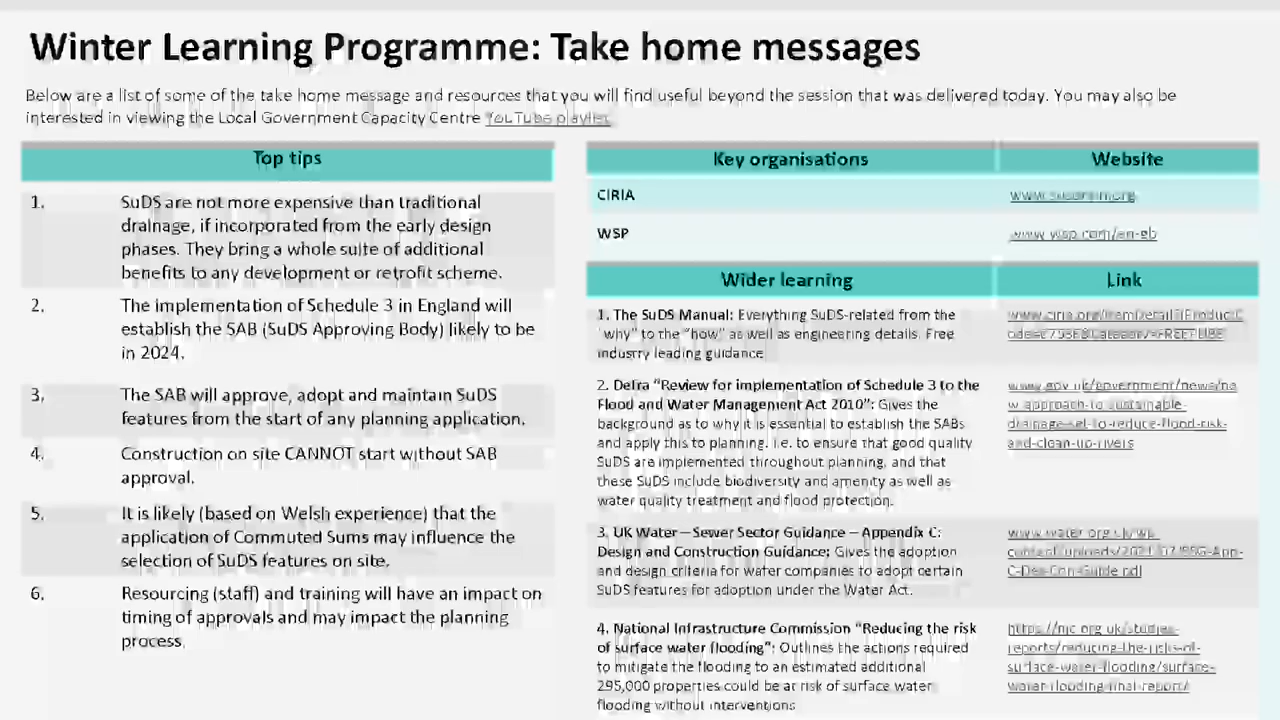 Winter Learning Programme: Take home messages
Below are a list of some of the take home message and resources that you will find useful beyond the session that was delivered today. You may also be
interested in viewing the Local Government Capacity Centre YouTube playlist
Top tips
1. SuDS are not more expensive than traditional
drainage, if incorporated from the early design
phases. They bring a whole suite of additional
benefits to any development or retrofit scheme.
2. The implementation of Schedule 3 in England will
establish the SAB (SuDS Approving Body) likely to be
in 2024.
3. The SAB will approve, adopt and maintain SuDS
features from the start of any planning application.
4. Construction on site CANNOT start without SAB
approval.
5. It is likely (based on Welsh experience) that the
application of Commuted Sums may influence the
selection of SuDS features on site.
6. Resourcing (staff) and training will have an impact on
timing of approvals and may impact the planning
process.
Key organisations Website
CIRIA
WSP www.wsp.com/en-gb
Wider learning Link
1. The SuDS Manual: Everything SuDS-related from the
"why" to the "how" as well as engineering details. Free
industry leading guidance
2. Defra "Review for implementation of Schedule 3 to the
Flood and Water Management Act 2010": Gives the
background as to why it is essential to establish the SABs
and apply this to planning. i.e. to ensure that good quality
SuDS are implemented throughout planning, and that
these SuDS include biodiversity and amenity as well as
water quality treatment and flood protection.
www.gov.uk/government/news/ne
w-approach-to-sustainable-
drainage-set-to-reduce-flood-risk-
and-clean-up-rivers
3. UK Water – Sewer Sector Guidance – Appendix C:
Design and Construction Guidance: Gives the adoption
and design criteria for water companies to adopt certain
SuDS features for adoption under the Water Act.
www.water.org.uk/wp-
content/uploads/2021/07/SSG-App-
C-Des-Con-Guide.pdf
4. National Infrastructure Commission "Reducing the risk
of surface water flooding": Outlines the actions required
to mitigate the flooding to an estimated additional
295,000 properties could be at risk of surface water
flooding without interventions
https://nic.org.uk/studies-
reports/reducing-the-risks-of-
surface-water-flooding/surface-
water-flooding-final-report/